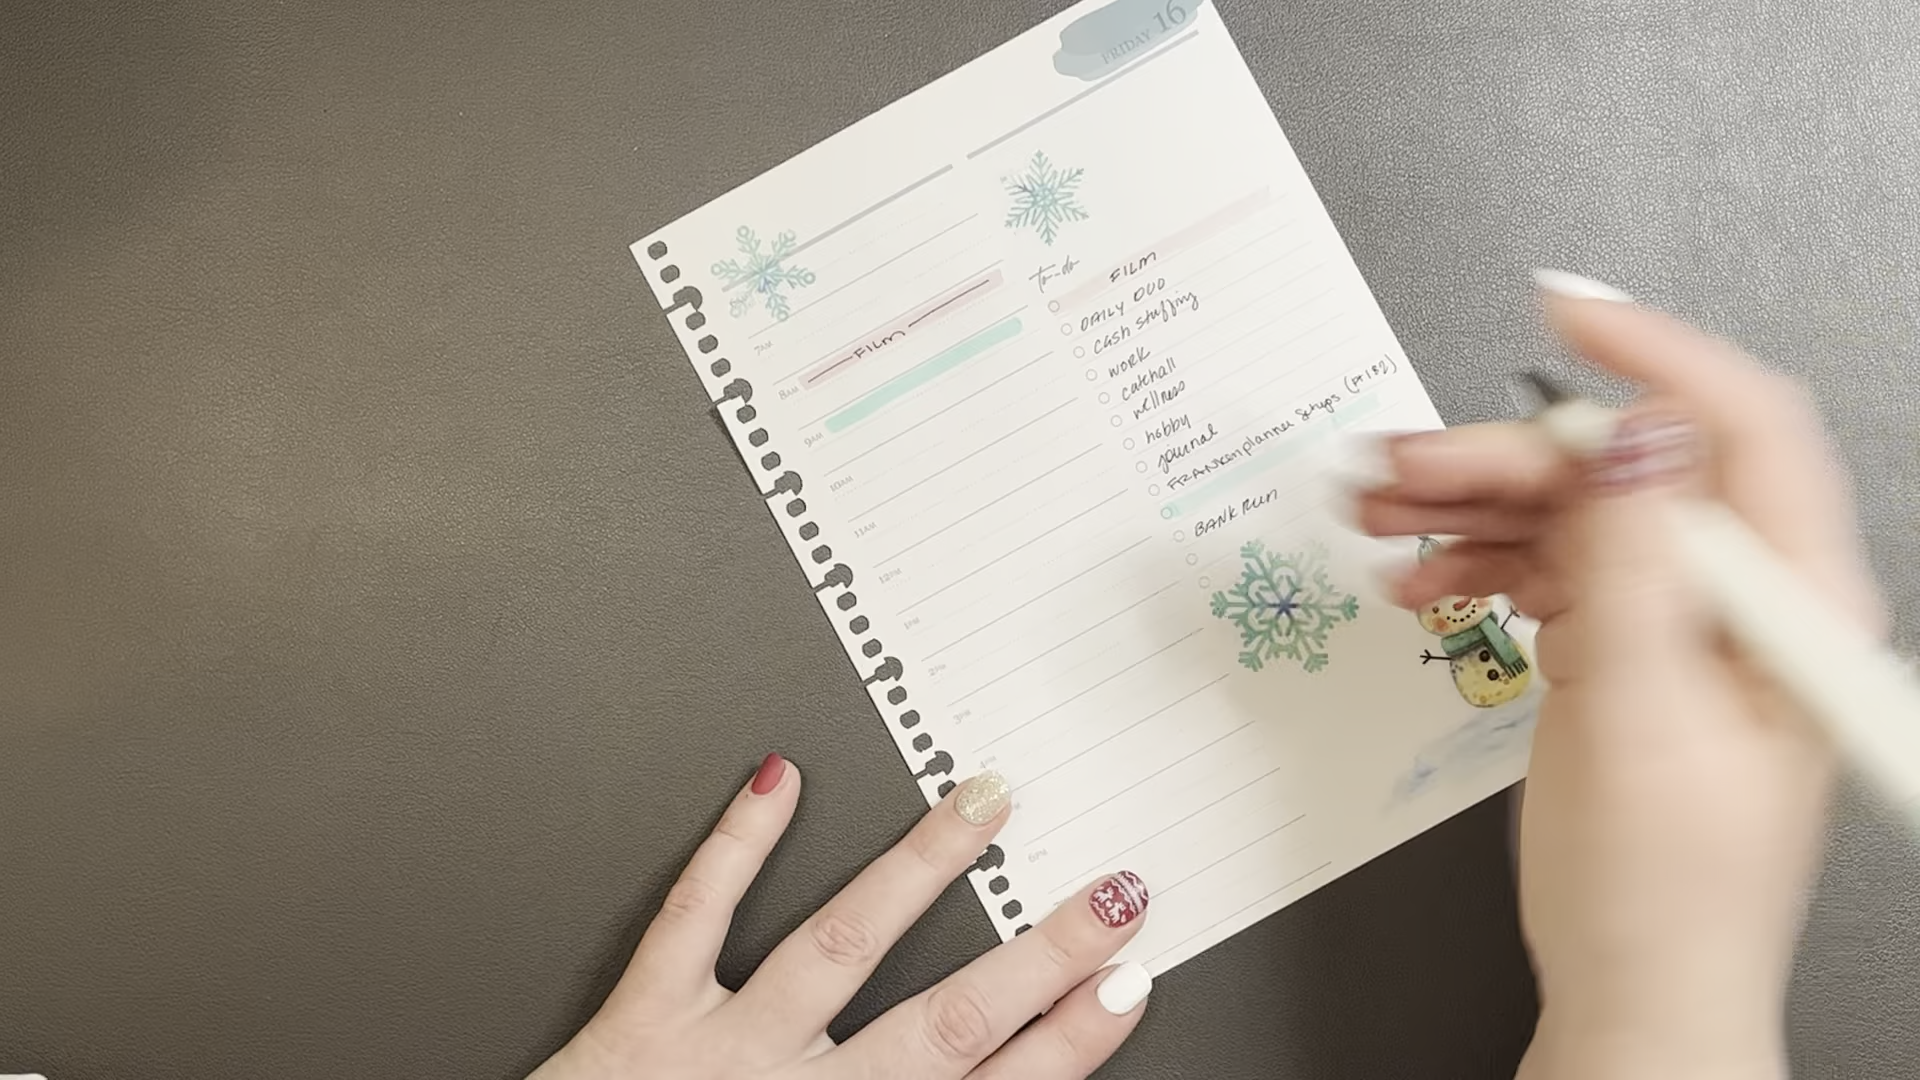 FRIDAY 16
7AM
8AM
FILM
9AM
10AM
11AM
12PM
1PM
2PM
3PM
4PM
6PM
to-do
FILM
DAILY DUO
cash stuffing
WORK
catchall
wellness
hobby
journal
FRANKENplanner Setups (pt 1&2)
BANK RUN